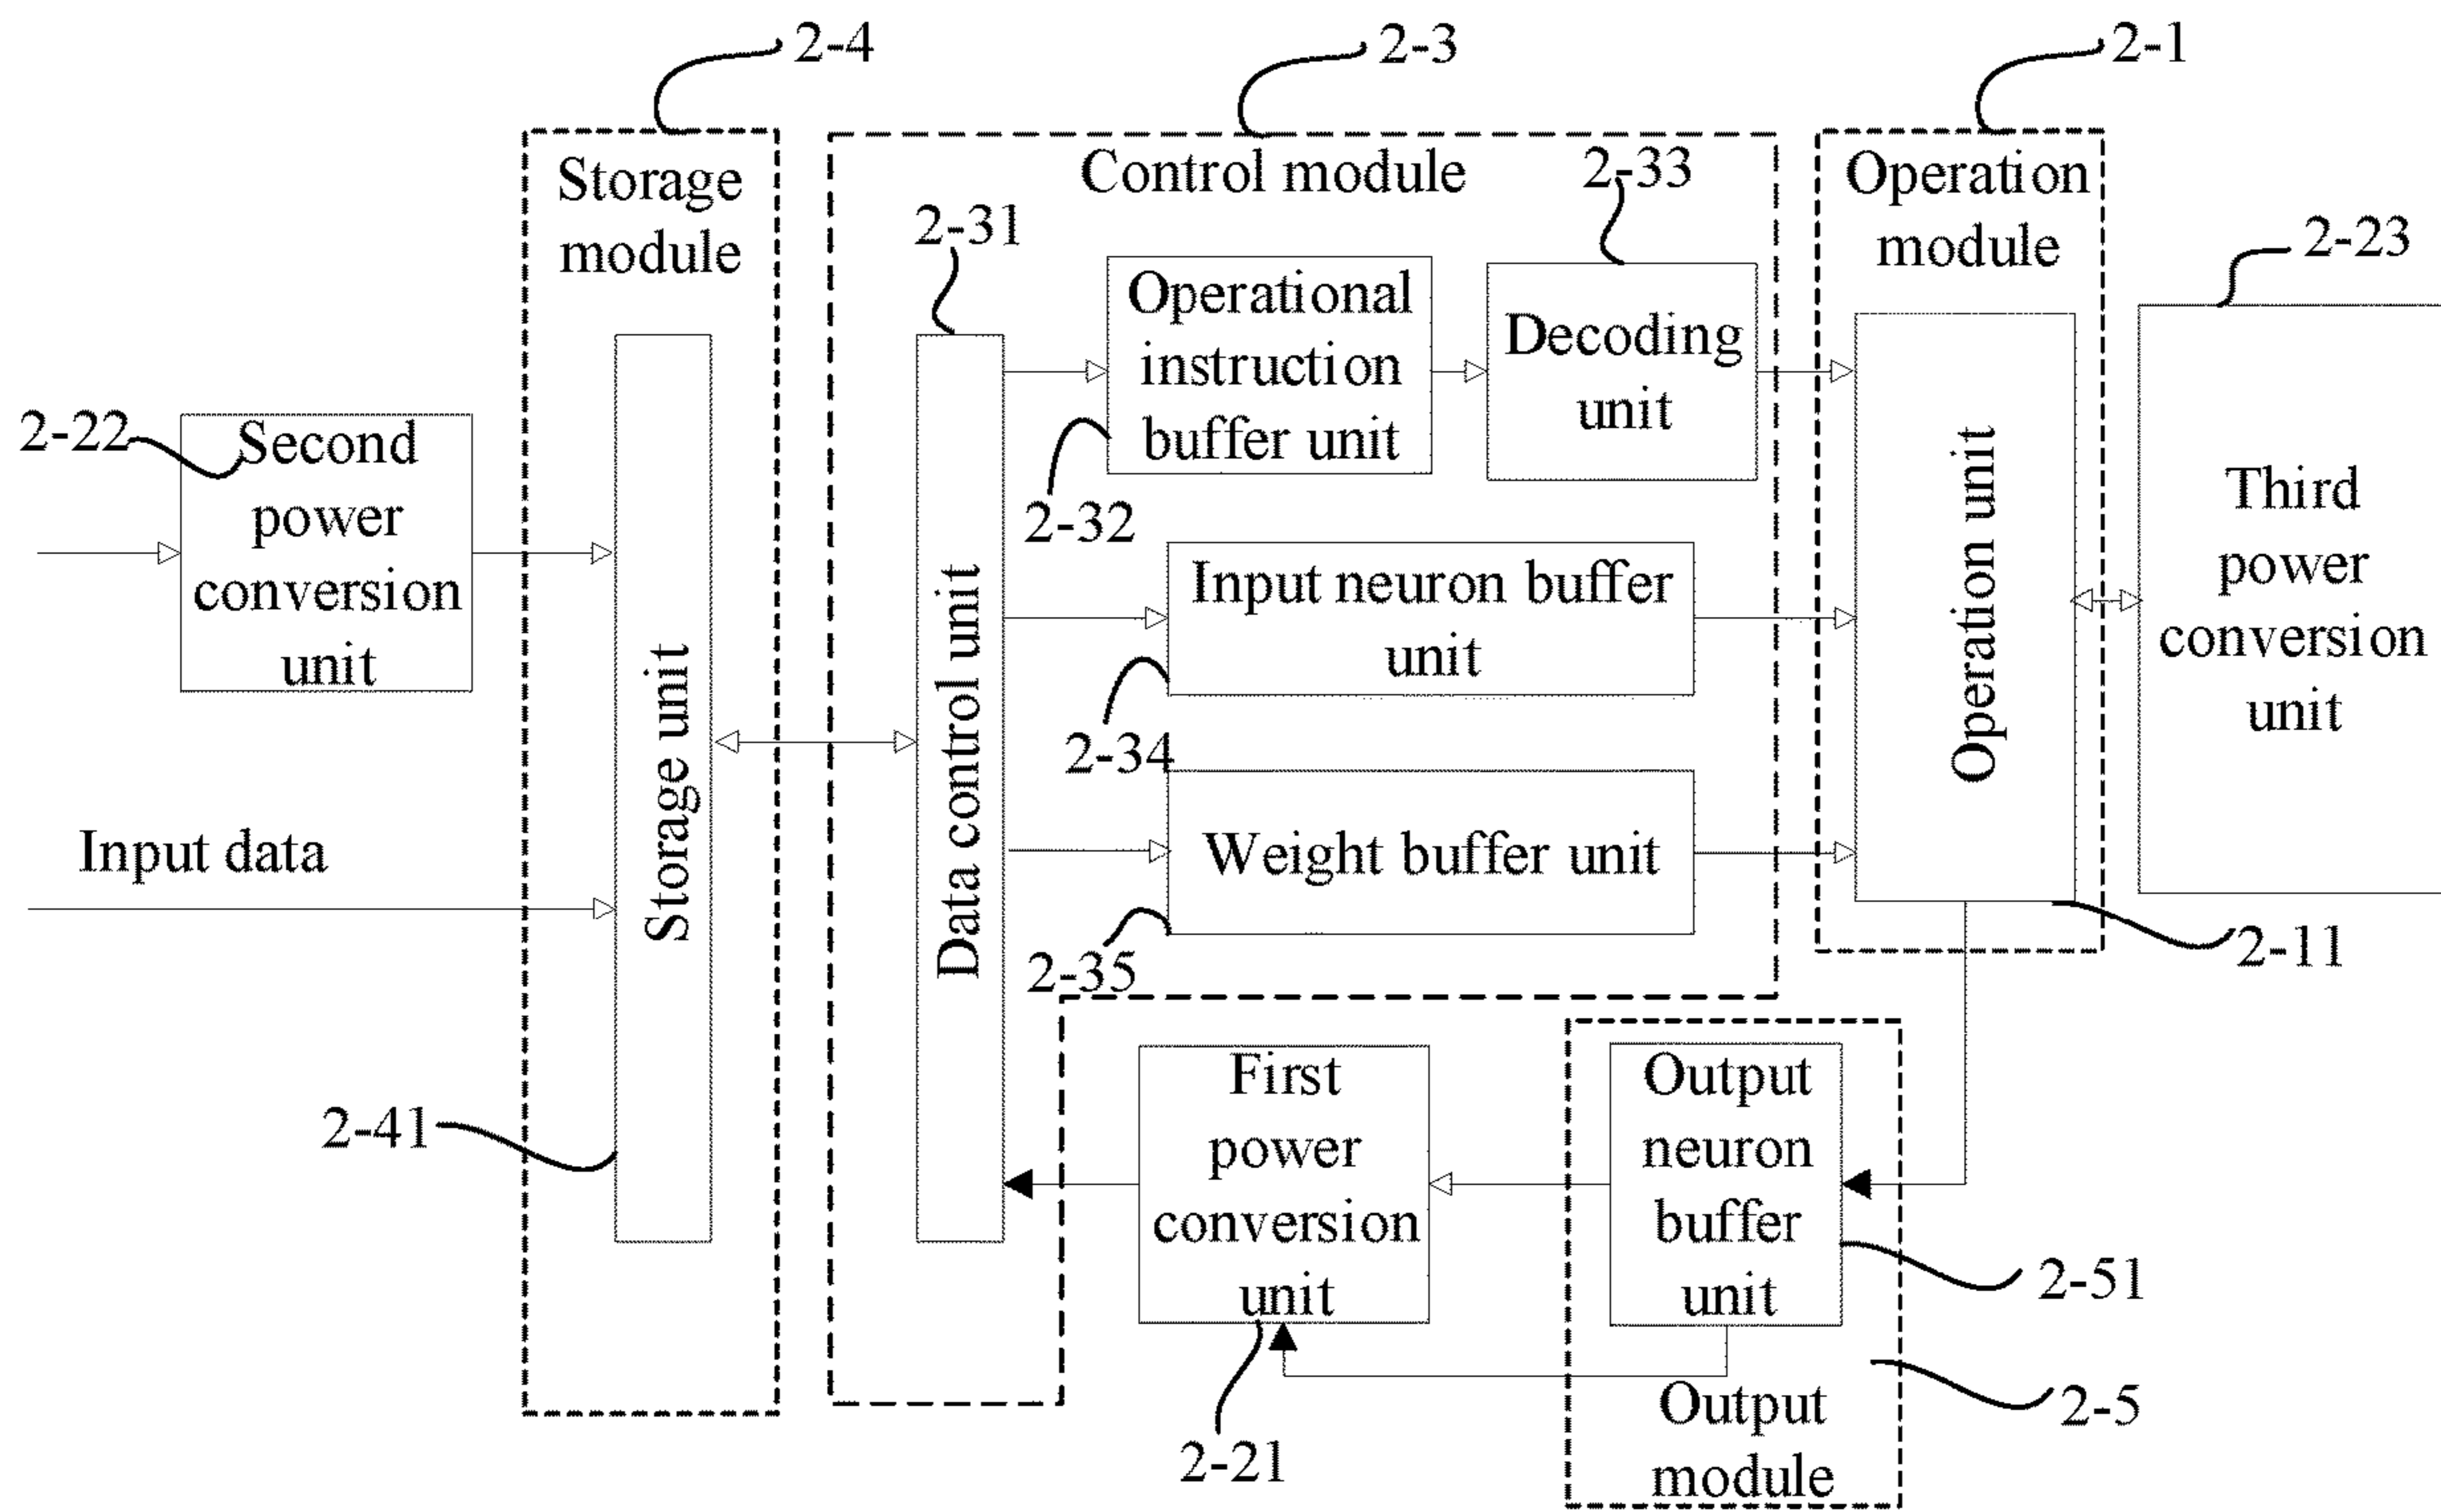 2-4
2-3
2-1
Storage
module
Control module
2-33
Operation
module
2-31
2-23
Operational
instruction
buffer unit
Decoding
unit
2-22
Second
power
conversion
unit
2-32
Third
power
conversion
unit
Input neuron buffer
unit
Operation unit
Storage unit
Data control unit
2-34
Input data
Weight buffer unit
2-35
2-11
First
power
conversion
unit
Output
neuron
buffer
unit
2-41
2-51
2-5
Output
module
2-21